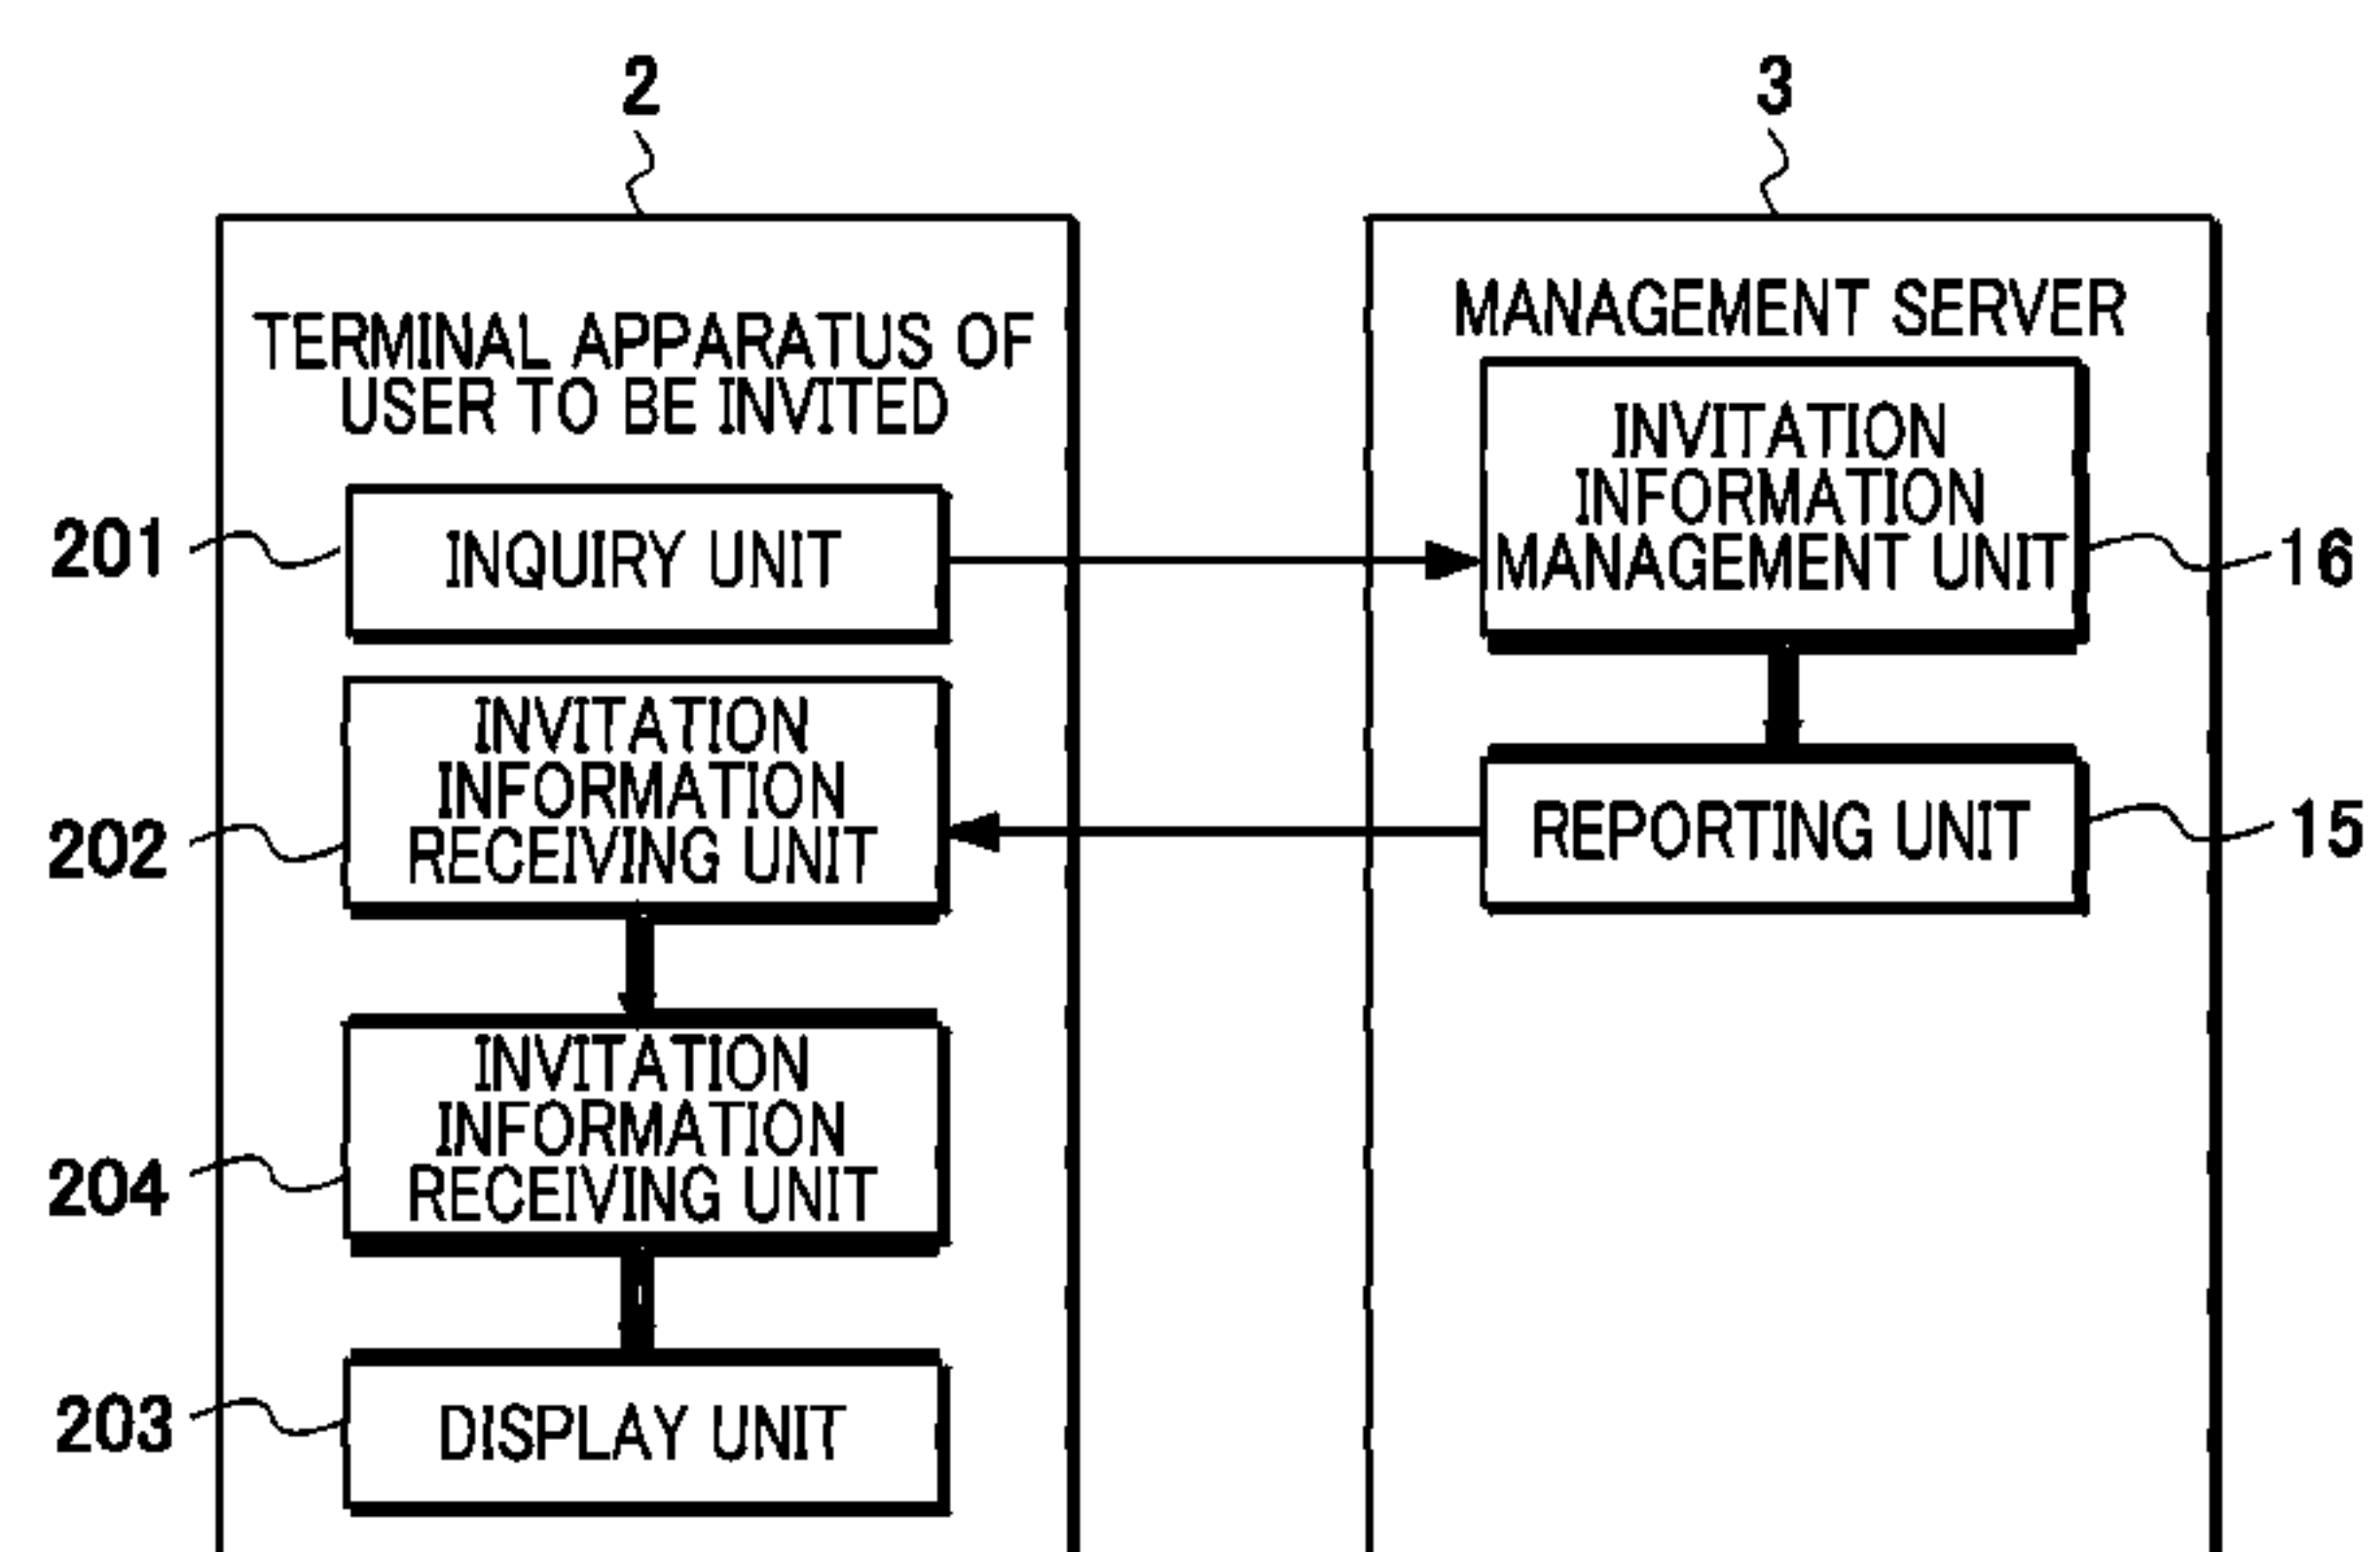 2
3
TERMINAL APPARATUS OF
USER TO BE INVITED
MANAGEMENT SERVER
201
INQUIRY UNIT
INVITATION
INFORMATION
MANAGEMENT UNIT
16
202
INVITATION
INFORMATION
RECEIVING UNIT
REPORTING UNIT
15
204
INVITATION
INFORMATION
RECEIVING UNIT
203
DISPLAY UNIT